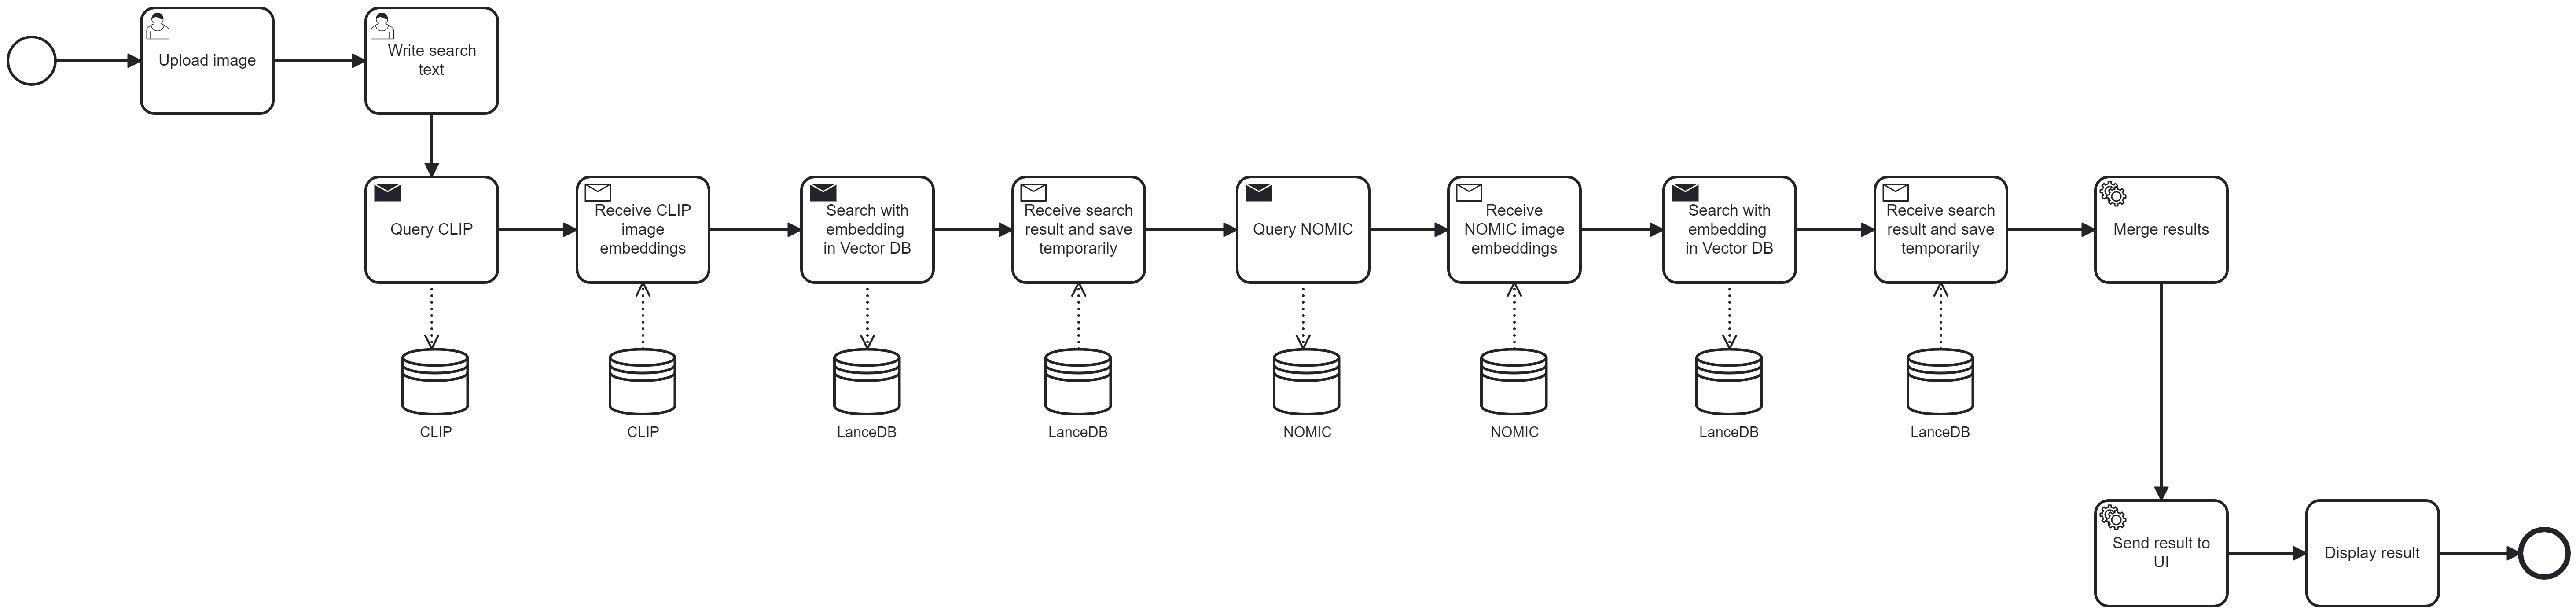 Upload image
Write search
text
Query CLIP
Receive CLIP
image
embeddings
Search with
embedding
in Vector DB
Receive search
result and save
temporarily
Query NOMIC
Receive
NOMIC image
embeddings
Search with
embedding
in Vector DB
Receive search
result and save
temporarily
Merge results
CLIP
CLIP
LanceDB
LanceDB
NOMIC
NOMIC
LanceDB
LanceDB
Send result to
UI
Display result